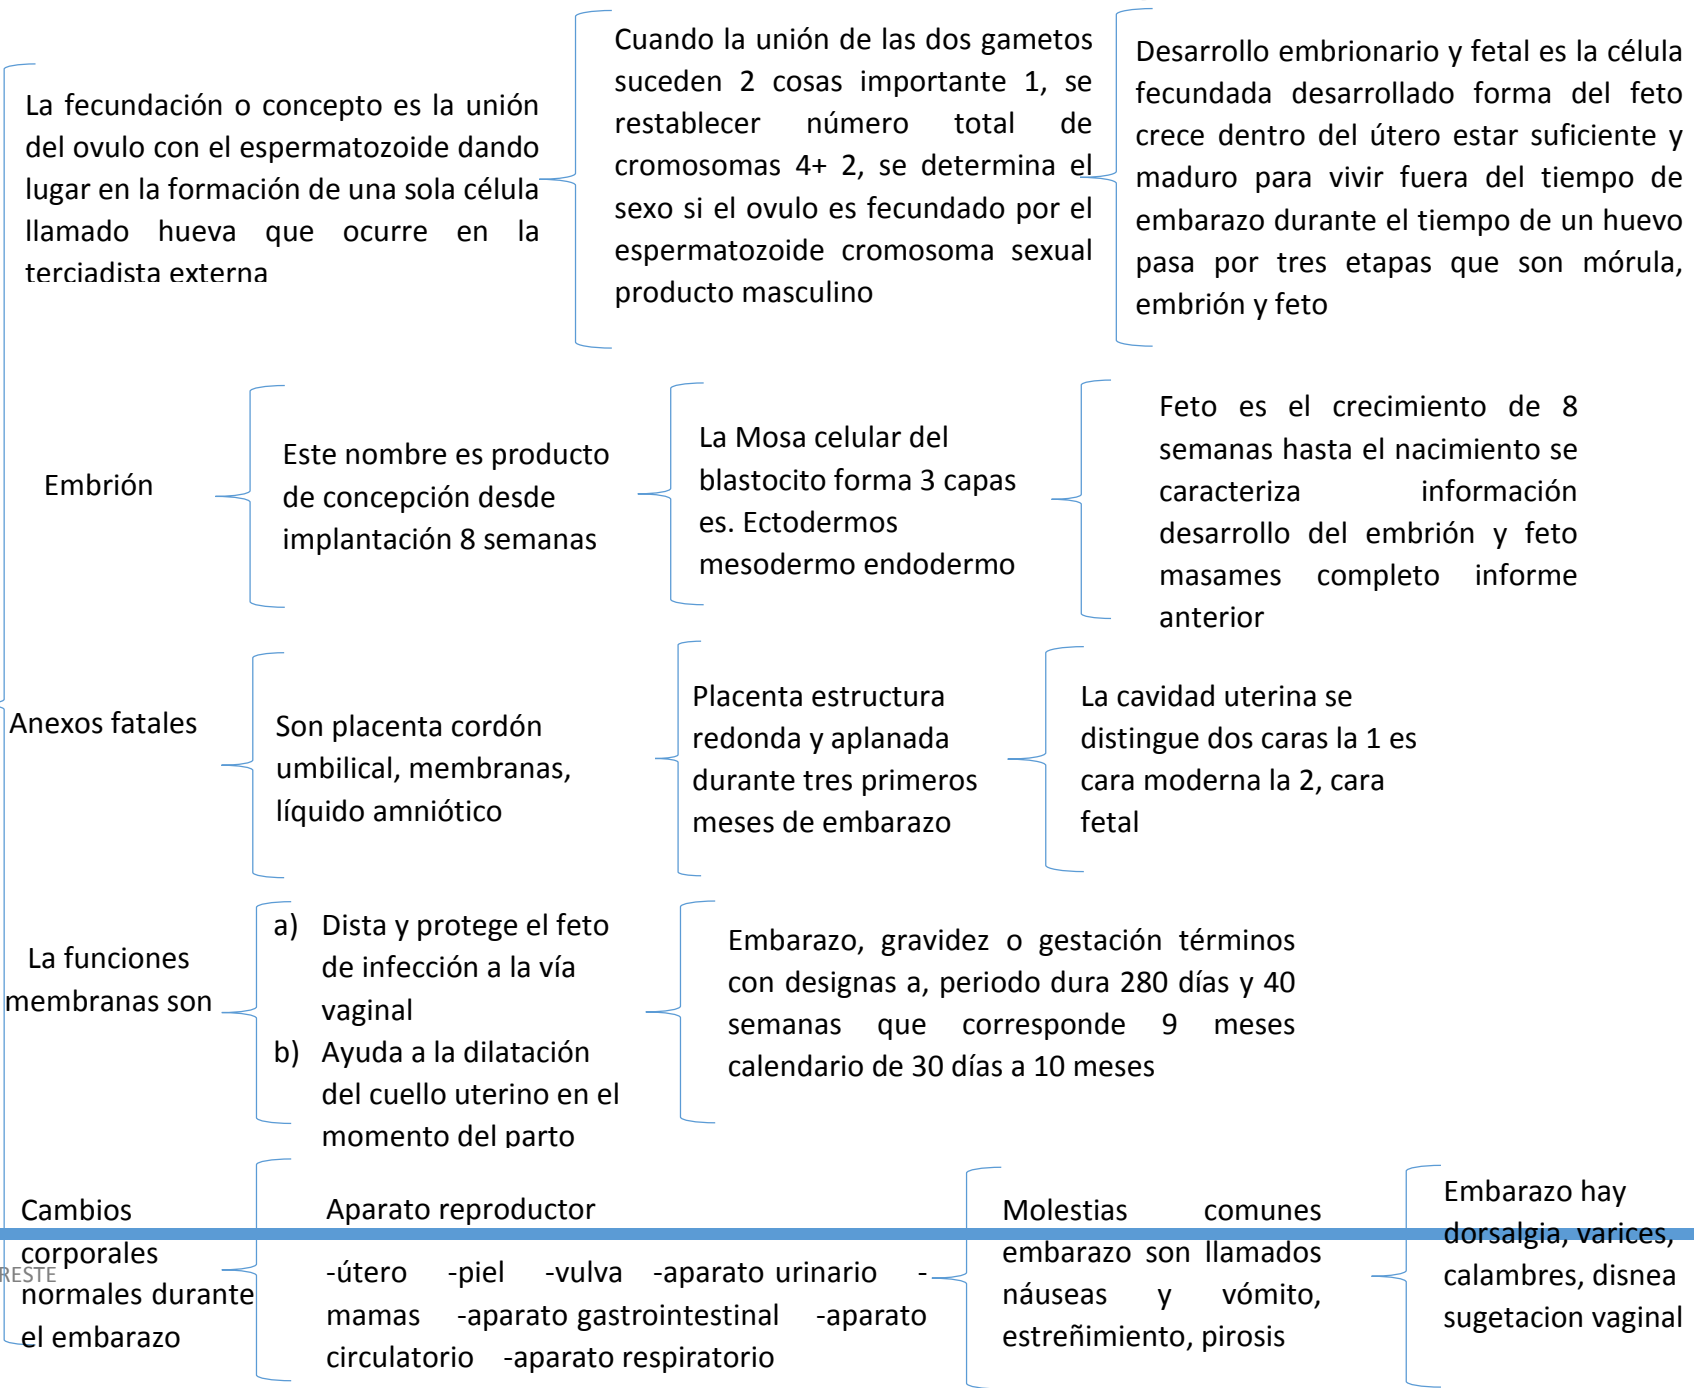 La fecundación o concepto es la unión
del ovulo con el espermatozoide dando
lugar en la formación de una sola célula
llamado hueva que ocurre en la
terciadista externa
Cuando la unión de las dos gametos
suceden 2 cosas importante 1, se
restablecer número total de
cromosomas 4+ 2, se determina el
sexo si el ovulo es fecundado por el
espermatozoide cromosoma sexual
producto masculino
Desarrollo embrionario y fetal es la célula
fecundada desarrollado forma del feto
crece dentro del útero estar suficiente y
maduro para vivir fuera del tiempo de
embarazo durante el tiempo de un huevo
pasa por tres etapas que son mórula,
embrión y feto
Embrión
Este nombre es producto
de concepción desde
implantación 8 semanas
La Mosa celular del
blastocito forma 3 capas
es. Ectodermos
mesodermo endodermo
Feto es el crecimiento de 8
semanas hasta el nacimiento se
caracteriza información
desarrollo del embrión y feto
masames completo informe
anterior
Anexos fatales
Son placenta cordón
umbilical, membranas,
líquido amniótico
Placenta estructura
redonda y aplanada
durante tres primeros
meses de embarazo
La cavidad uterina se
distingue dos caras la 1 es
cara moderna la 2, cara
fetal
La funciones
membranas son
a) Dista y protege el feto
de infección a la vía
vaginal
b) Ayuda a la dilatación
del cuello uterino en el
momento del parto
Embarazo, gravidez o gestación términos
con designas a, periodo dura 280 días y 40
semanas que corresponde 9 meses
calendario de 30 días a 10 meses
Cambios
corporales
normales durante
el embarazo
RESTE
Aparato reproductor
-útero -piel -vulva -aparato urinario -
mamas -aparato gastrointestinal -aparato
circulatorio -aparato respiratorio
Molestias comunes
embarazo son llamados
náuseas y vómito,
estreñimiento, pirosis
Embarazo hay
dorsalgia, varices,
calambres, disnea
sugetacion vaginal